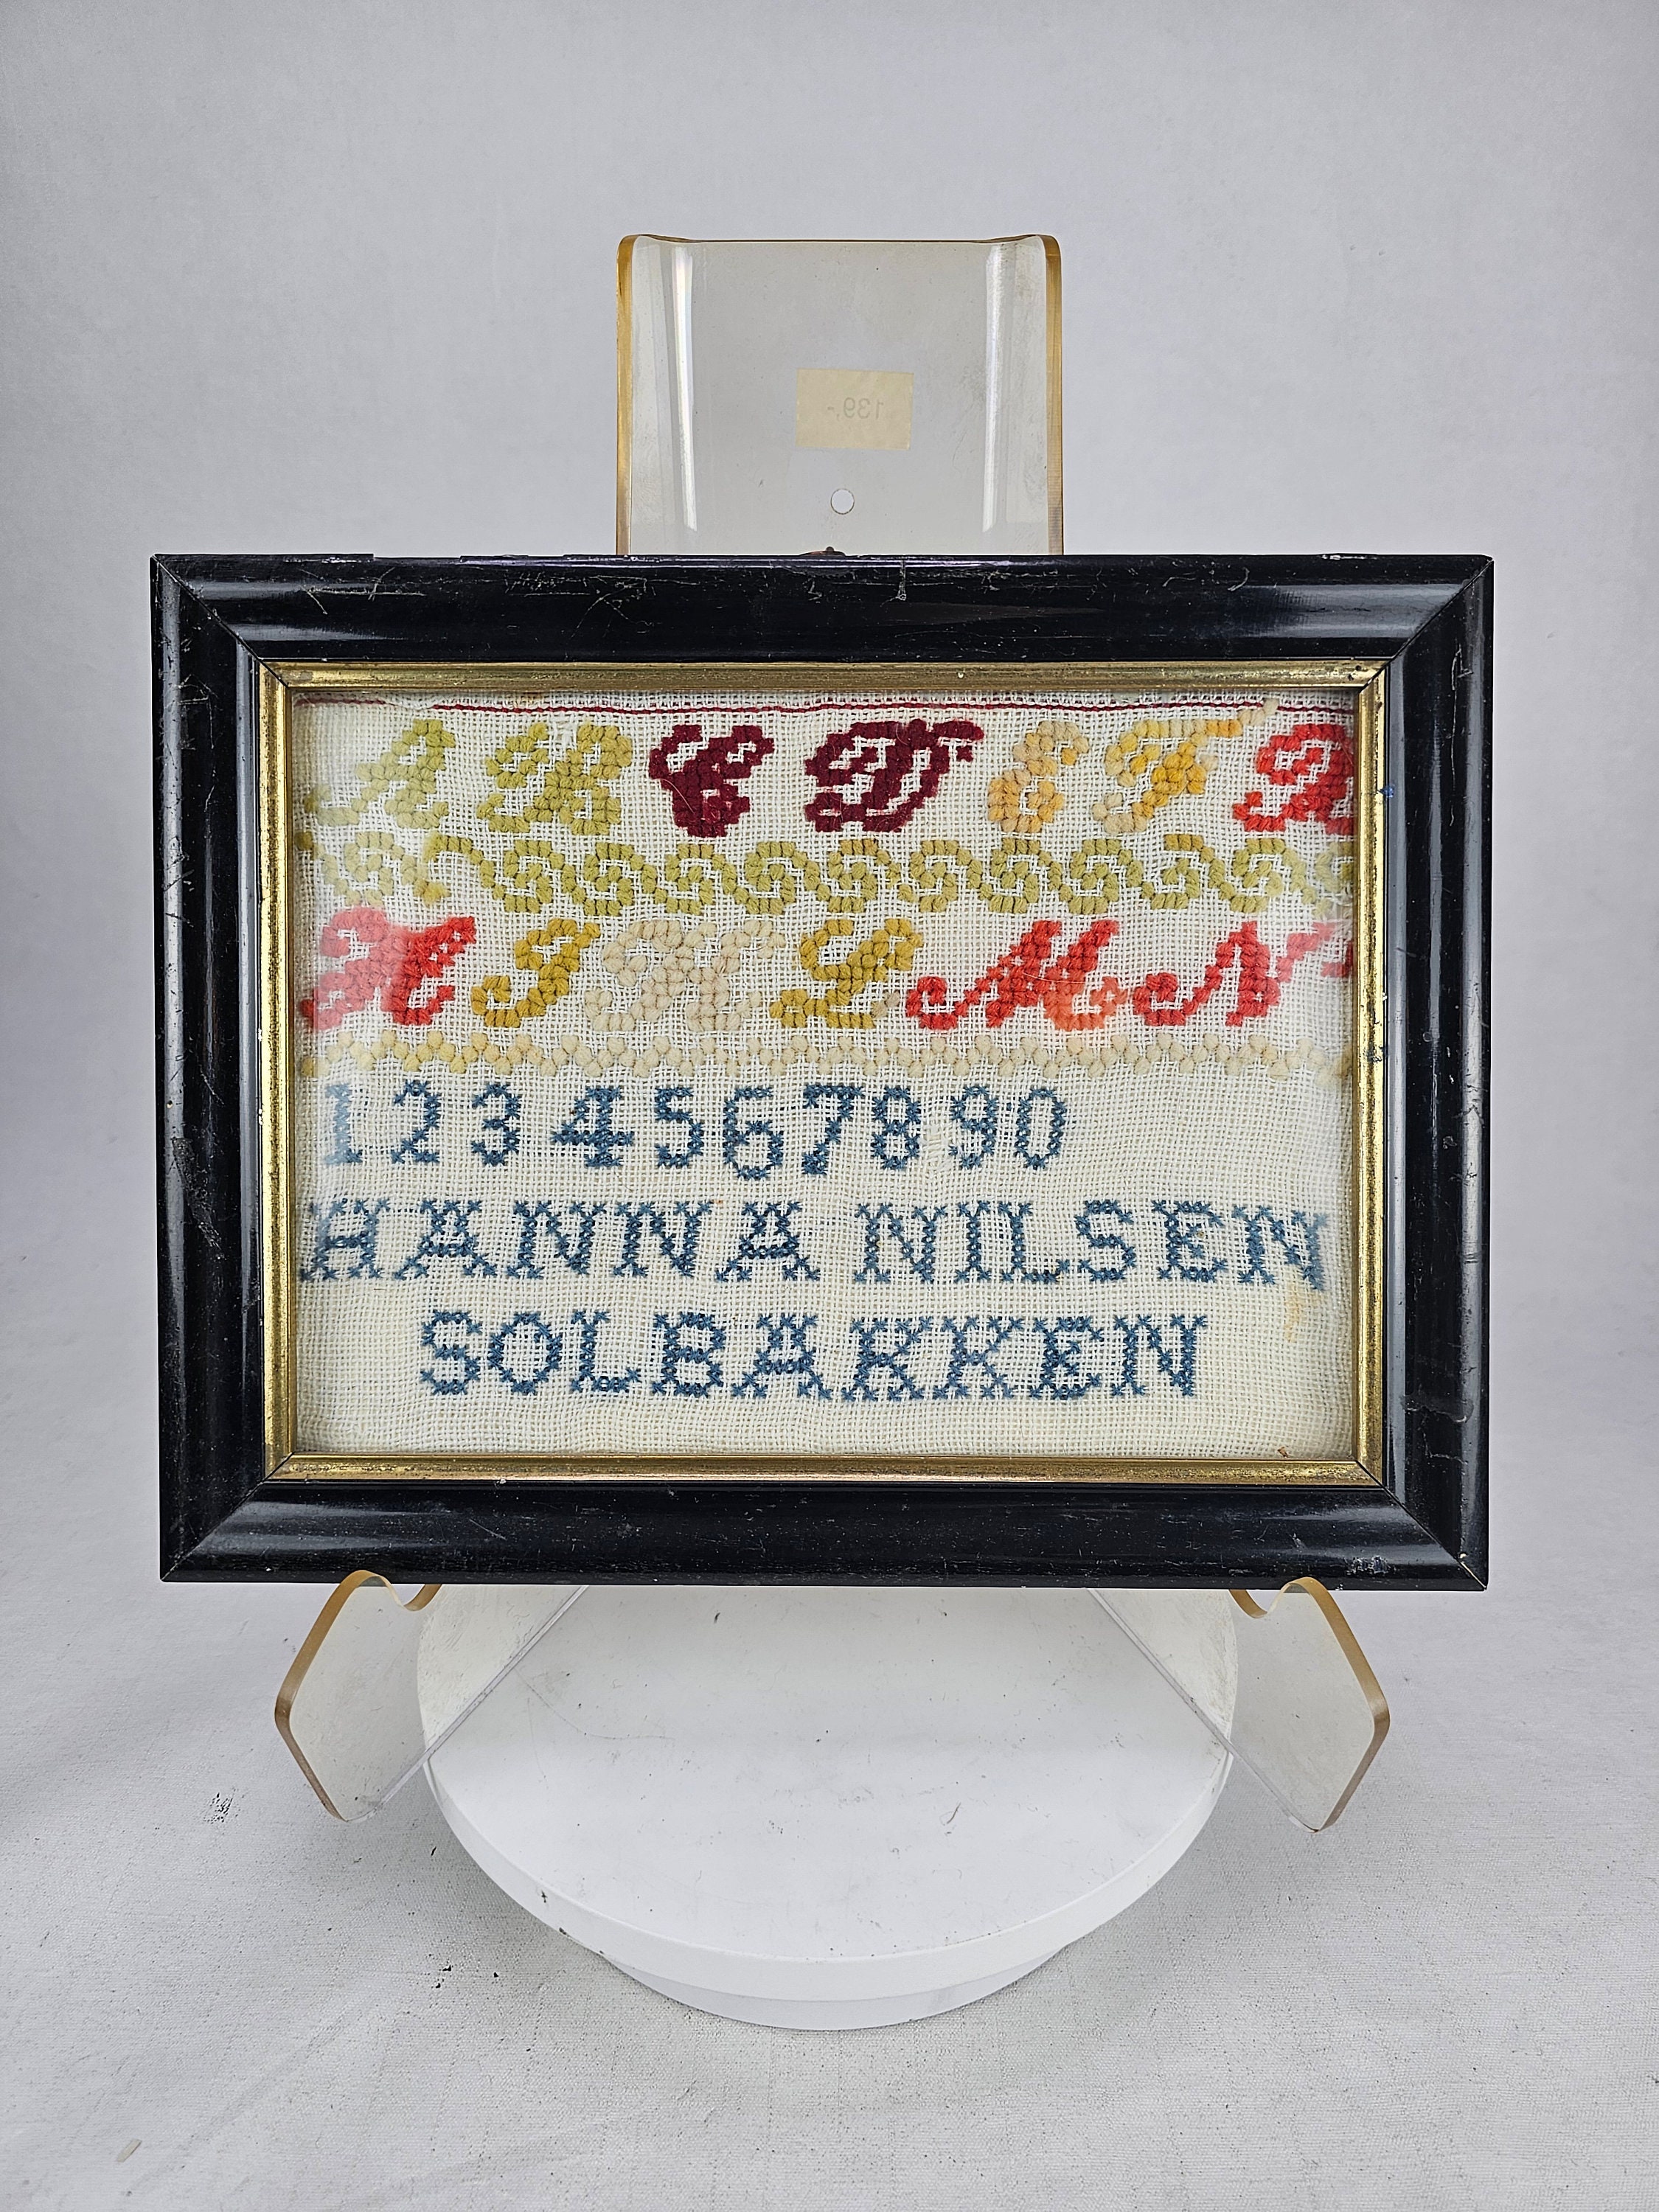 139.-
A B C D E F G
H I K L M N
1234567890
HANNA NILSEN
SOLBAKKEN